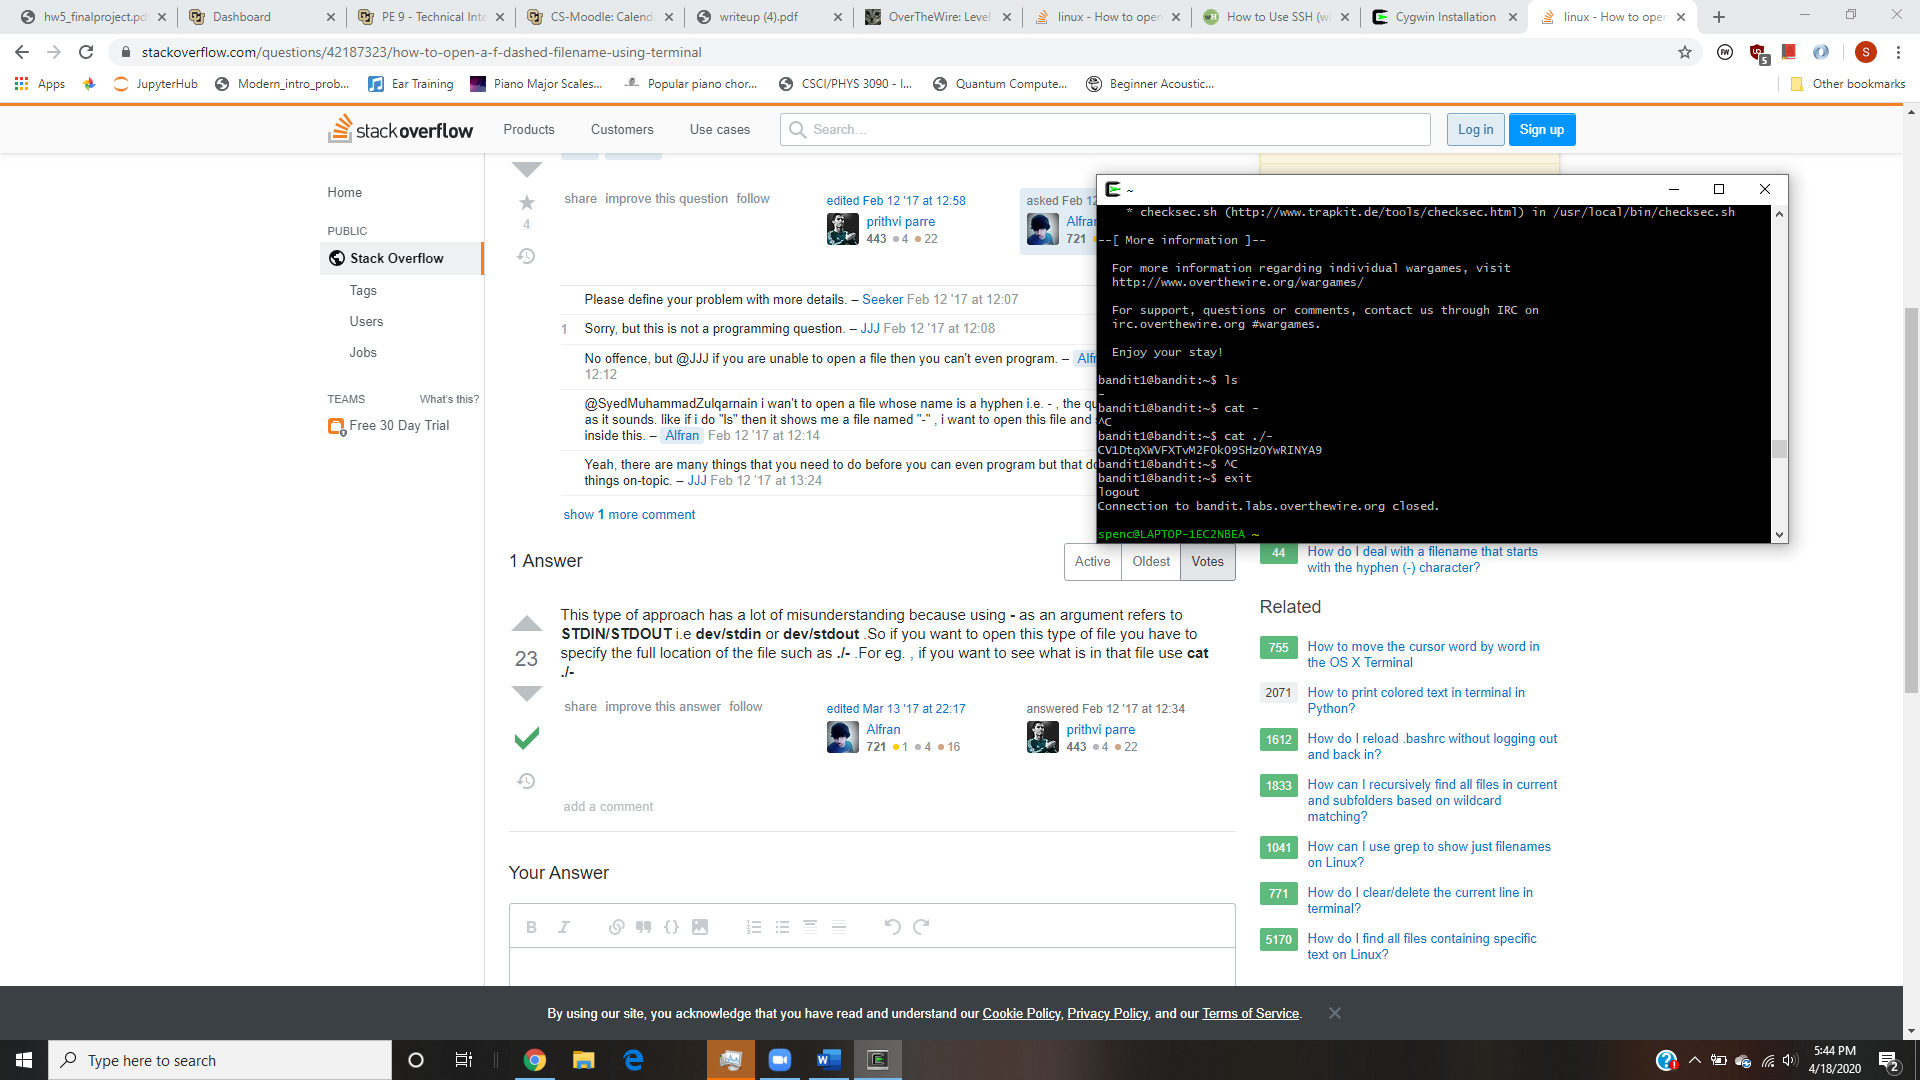 hw5_finalproject.pd
Dashboard
PE 9 - Technical Inte
CS-Moodle: Calenda
writeup (4).pdf
OverTheWire: Level
linux - How to open
How to Use SSH (wi
Cygwin Installation
linux - How to open
stackoverflow.com/questions/42187323/how-to-open-a-f-dashed-filename-using-terminal
5
S
Apps
JupyterHub
Modern_intro_prob...
Ear Training
Piano Major Scales...
Popular piano chor...
CSCI/PHYS 3090 - I...
Quantum Compute...
Beginner Acoustic...
Other bookmarks
stackoverflow
Products
Customers
Use cases
Search...
Log in
Sign up
Home
PUBLIC
Stack Overflow
Tags
Users
Jobs
TEAMS
What's this?
Free 30 Day Trial
4
share improve this question follow
edited Feb 12 '17 at 12:58
prithvi parre
443 4 22
asked Feb 12
Alfra
721
Please define your problem with more details. – Seeker Feb 12 '17 at 12:07
1 Sorry, but this is not a programming question. – JJJ Feb 12 '17 at 12:08
No offence, but @JJJ if you are unable to open a file then you can't even program. – Alfr
12:12
@SyedMuhammadZulqarnain i wan't to open a file whose name is a hyphen i.e. - , the qu
as it sounds. like if i do "ls" then it shows me a file named "-" , i want to open this file and
inside this. – Alfran Feb 12 '17 at 12:14
Yeah, there are many things that you need to do before you can even program but that do
things on-topic. – JJJ Feb 12 '17 at 13:24
show 1 more comment
~
* checksec.sh (http://www.trapkit.de/tools/checksec.html) in /usr/local/bin/checksec.sh
--[ More information ]--
For more information regarding individual wargames, visit
http://www.overthewire.org/wargames/
For support, questions or comments, contact us through IRC on
irc.overthewire.org #wargames.
Enjoy your stay!
bandit1@bandit:~$ ls
-
bandit1@bandit:~$ cat -
^C
bandit1@bandit:~$ cat ./-
CV1DtqXWVFXTvM2F0k09SHz0YwRINYA9
bandit1@bandit:~$ ^C
bandit1@bandit:~$ exit
logout
Connection to bandit.labs.overthewire.org closed.
spenc@LAPTOP-1EC2NBEA ~
1 Answer
Active
Oldest
Votes
23
This type of approach has a lot of misunderstanding because using - as an argument refers to
STDIN/STDOUT i.e dev/stdin or dev/stdout .So if you want to open this type of file you have to
specify the full location of the file such as ./- .For eg. , if you want to see what is in that file use cat
./-
share improve this answer follow
edited Mar 13 '17 at 22:17
Alfran
721 1 4 16
answered Feb 12 '17 at 12:34
prithvi parre
443 4 22
add a comment
44 How do I deal with a filename that starts
with the hyphen (-) character?
Related
755 How to move the cursor word by word in
the OS X Terminal
2071 How to print colored text in terminal in
Python?
1612 How do I reload .bashrc without logging out
and back in?
1833 How can I recursively find all files in current
and subfolders based on wildcard
matching?
1041 How can I use grep to show just filenames
on Linux?
771 How do I clear/delete the current line in
terminal?
5170 How do I find all files containing specific
text on Linux?
Your Answer
B I
By using our site, you acknowledge that you have read and understand our Cookie Policy, Privacy Policy, and our Terms of Service.
Type here to search
5:44 PM
4/18/2020
2